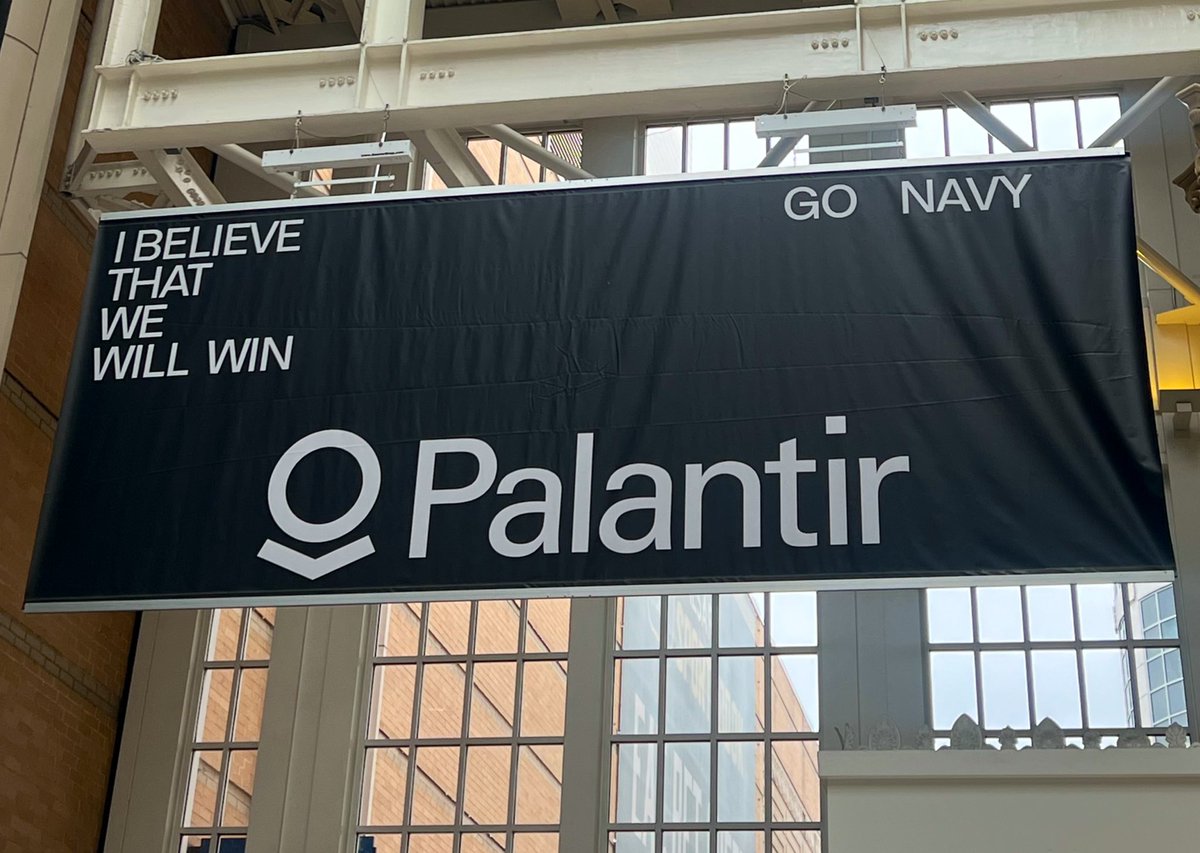 I BELIEVE
THAT
WE
WILL WIN
GO NAVY
Palantir